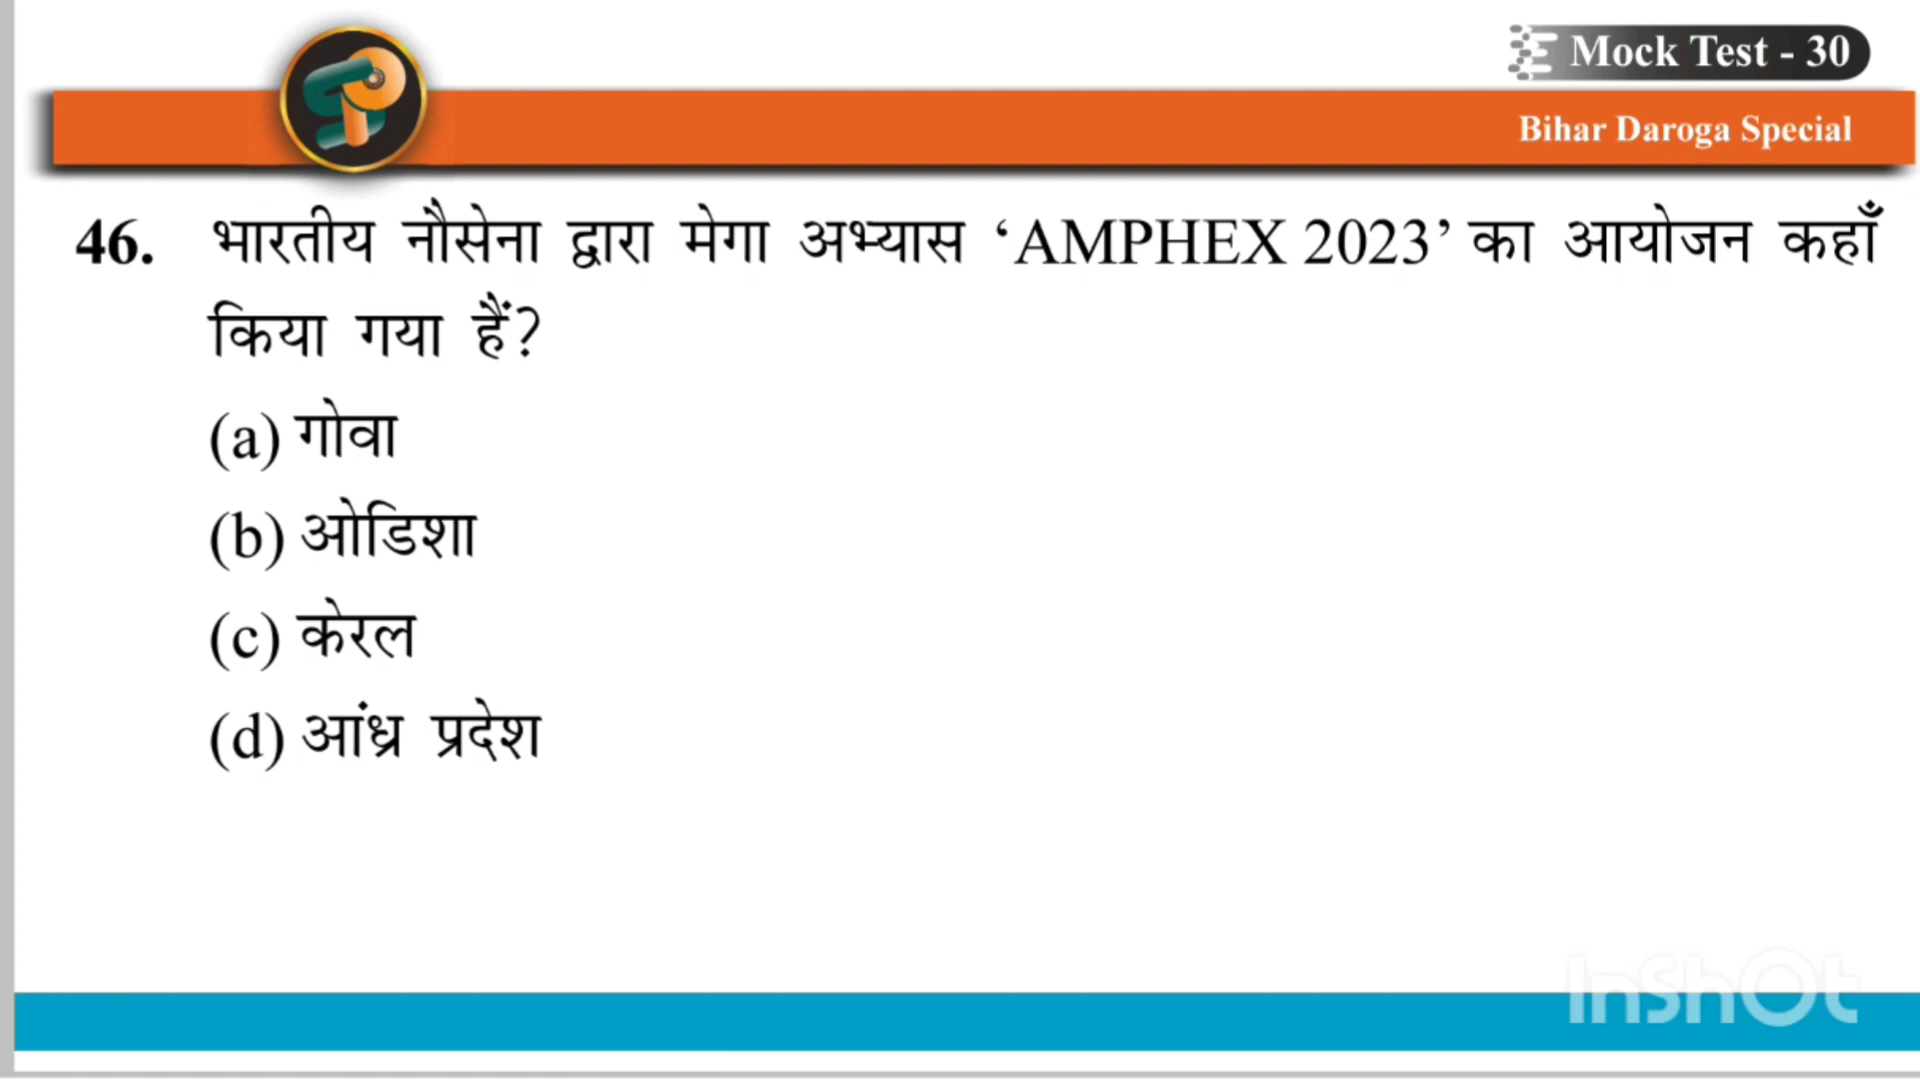 Mock Test - 30
Bihar Daroga Special
46. भारतीय नौसेना द्वारा मेगा अभ्यास ‘AMPHEX 2023’ का आयोजन कहाँ
किया गया हैं?
(a) गोवा
(b) ओडिशा
(c) केरल
(d) आंध्र प्रदेश
InShOt